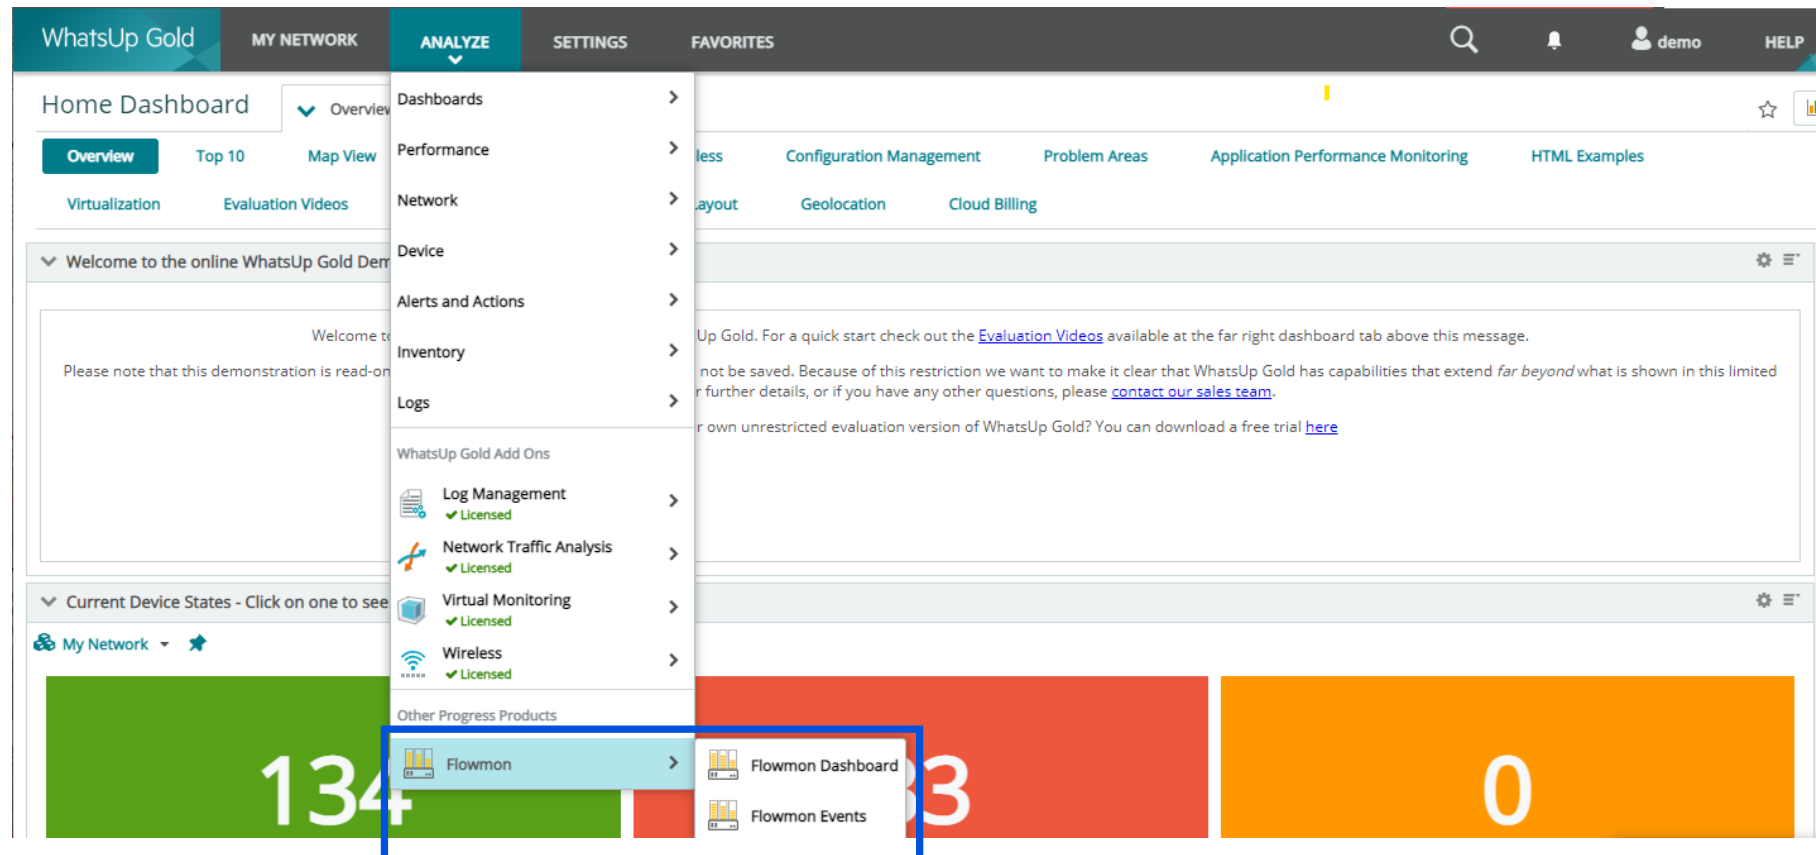 WhatsUp Gold
MY NETWORK
ANALYZE
SETTINGS
FAVORITES
demo
HELP
Home Dashboard
Overview
Overview
Top 10
Map View
less
Configuration Management
Problem Areas
Application Performance Monitoring
HTML Examples
Virtualization
Evaluation Videos
ayout
Geolocation
Cloud Billing
Dashboards
Performance
Network
Device
Alerts and Actions
Inventory
Logs
WhatsUp Gold Add Ons
Log Management
Licensed
Network Traffic Analysis
Licensed
Virtual Monitoring
Licensed
Wireless
Licensed
Other Progress Products
Flowmon
Flowmon Dashboard
Flowmon Events
Welcome to the online WhatsUp Gold Dem
Welcome to
Up Gold. For a quick start check out the Evaluation Videos available at the far right dashboard tab above this message.
Please note that this demonstration is read-on
not be saved. Because of this restriction we want to make it clear that WhatsUp Gold has capabilities that extend far beyond what is shown in this limited
r further details, or if you have any other questions, please contact our sales team.
r own unrestricted evaluation version of WhatsUp Gold? You can download a free trial here
Current Device States - Click on one to see
My Network
134
3
0